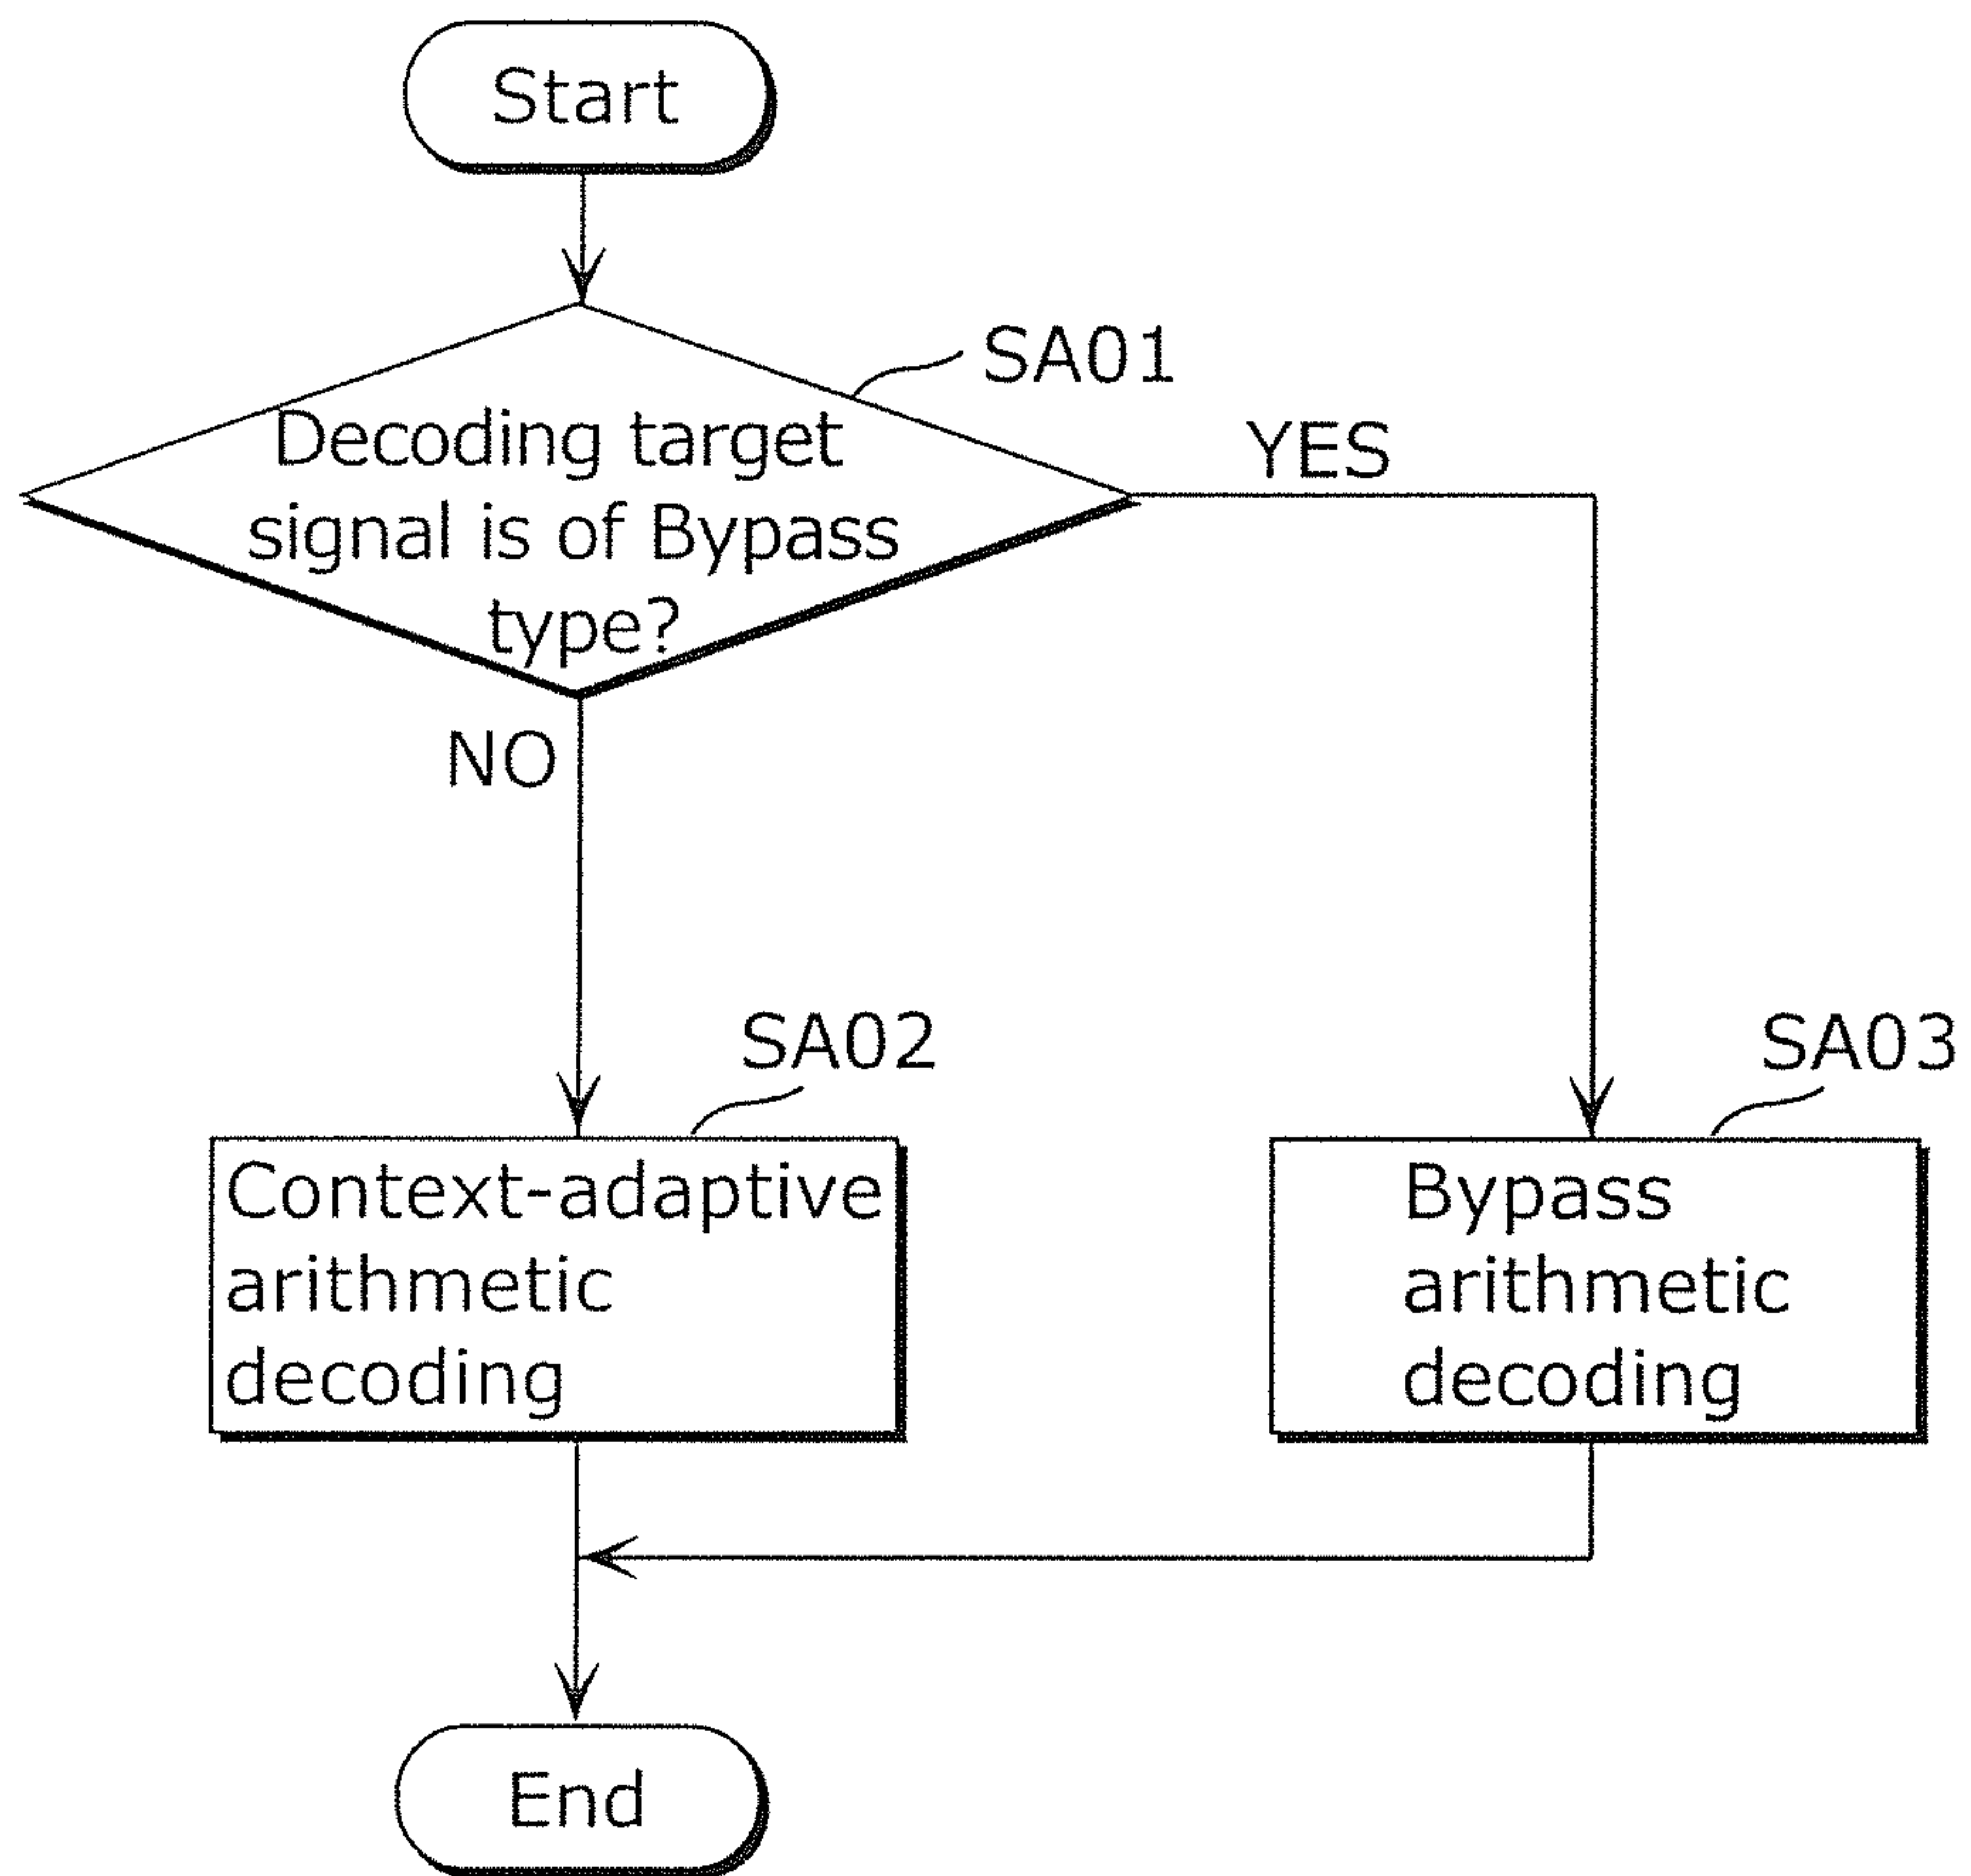 Start
SA01
Decoding target
signal is of Bypass
type?
YES
NO
SA02
SA03
Context-adaptive
arithmetic
decoding
Bypass
arithmetic
decoding
End